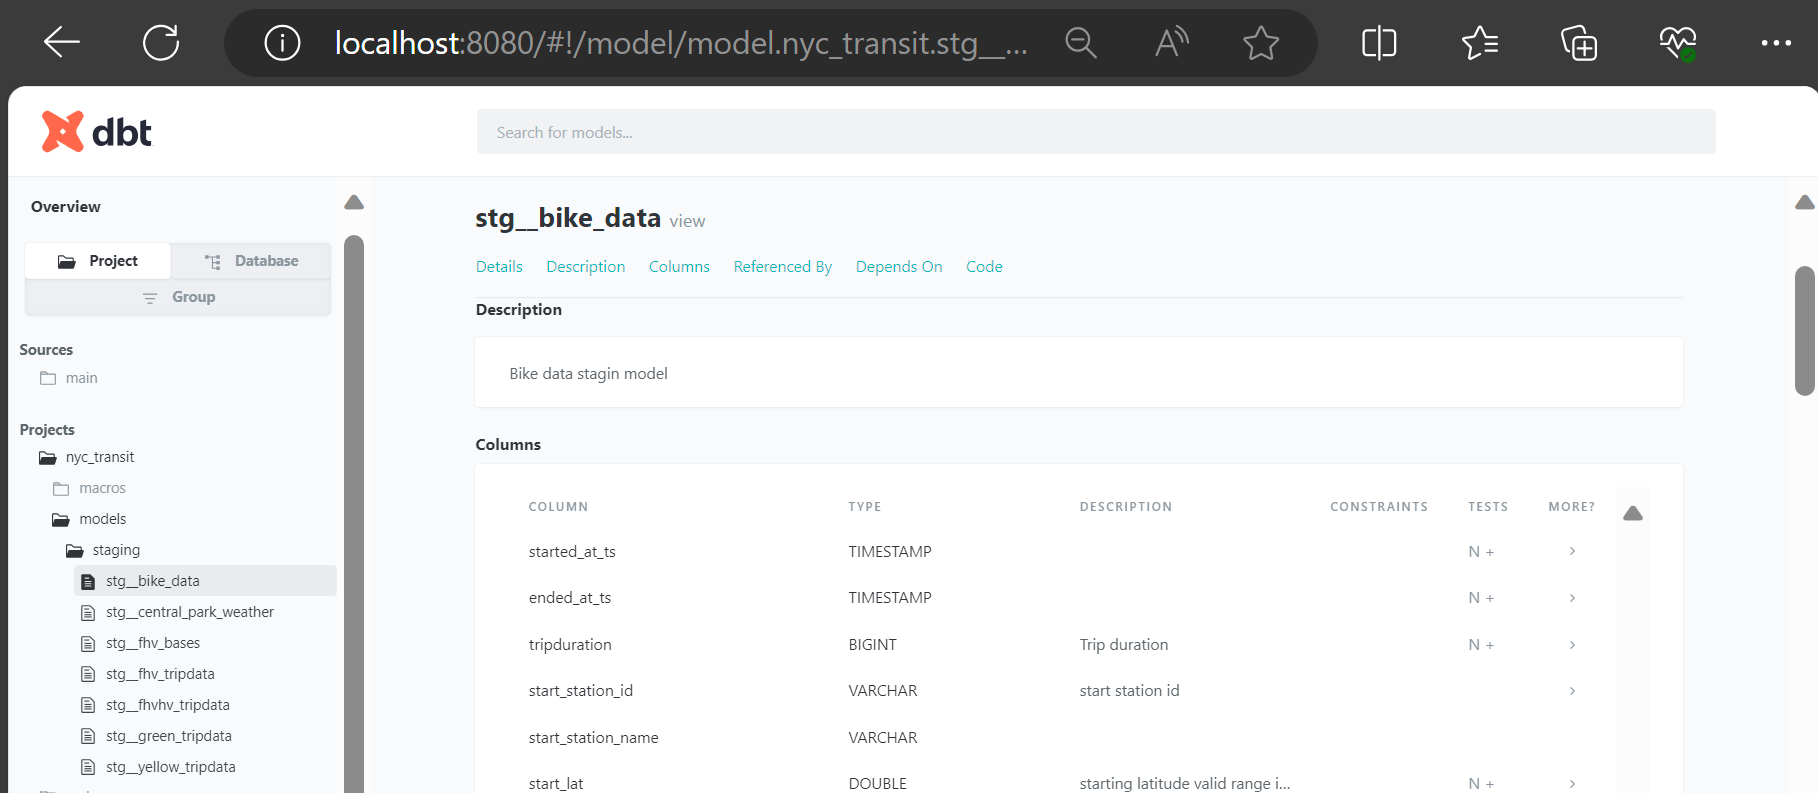 localhost:8080/#!/model/model.nyc_transit.stg__...
dbt
Search for models...
Overview
Project
Database
Group
Sources
main
Projects
nyc_transit
macros
models
staging
stg__bike_data
stg__central_park_weather
stg__fhv_bases
stg__fhv_tripdata
stg__fhvhv_tripdata
stg__green_tripdata
stg__yellow_tripdata
stg__bike_data view
Details Description Columns Referenced By Depends On Code
Description
Bike data stagin model
Columns
COLUMN TYPE DESCRIPTION CONSTRAINTS TESTS MORE?
started_at_ts TIMESTAMP N +
ended_at_ts TIMESTAMP N +
tripduration BIGINT Trip duration N +
start_station_id VARCHAR start station id
start_station_name VARCHAR
start_lat DOUBLE starting latitude valid range i... N +